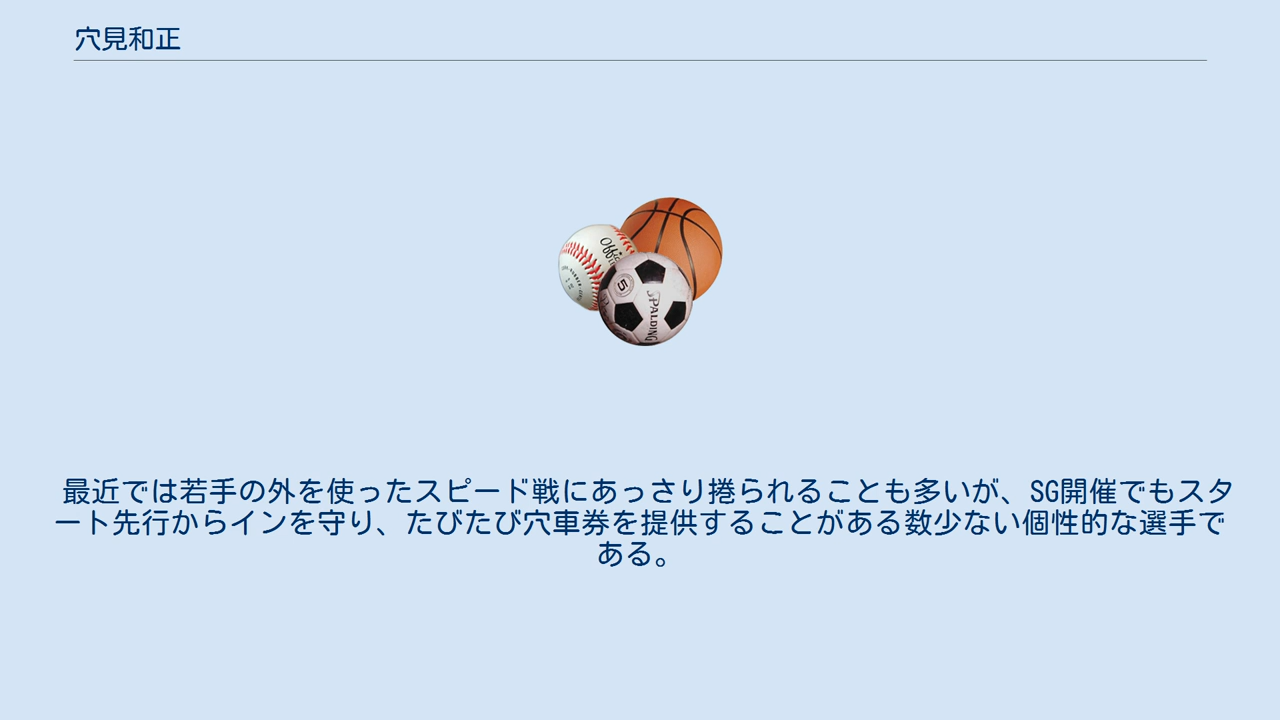 穴見和正
Offic
5
SPALDING
最近では若手の外を使ったスピード戦にあっさり捲られることも多いが、SG開催でもスタ
ート先行からインを守り、たびたび穴車券を提供することがある数少ない個性的な選手で
ある。